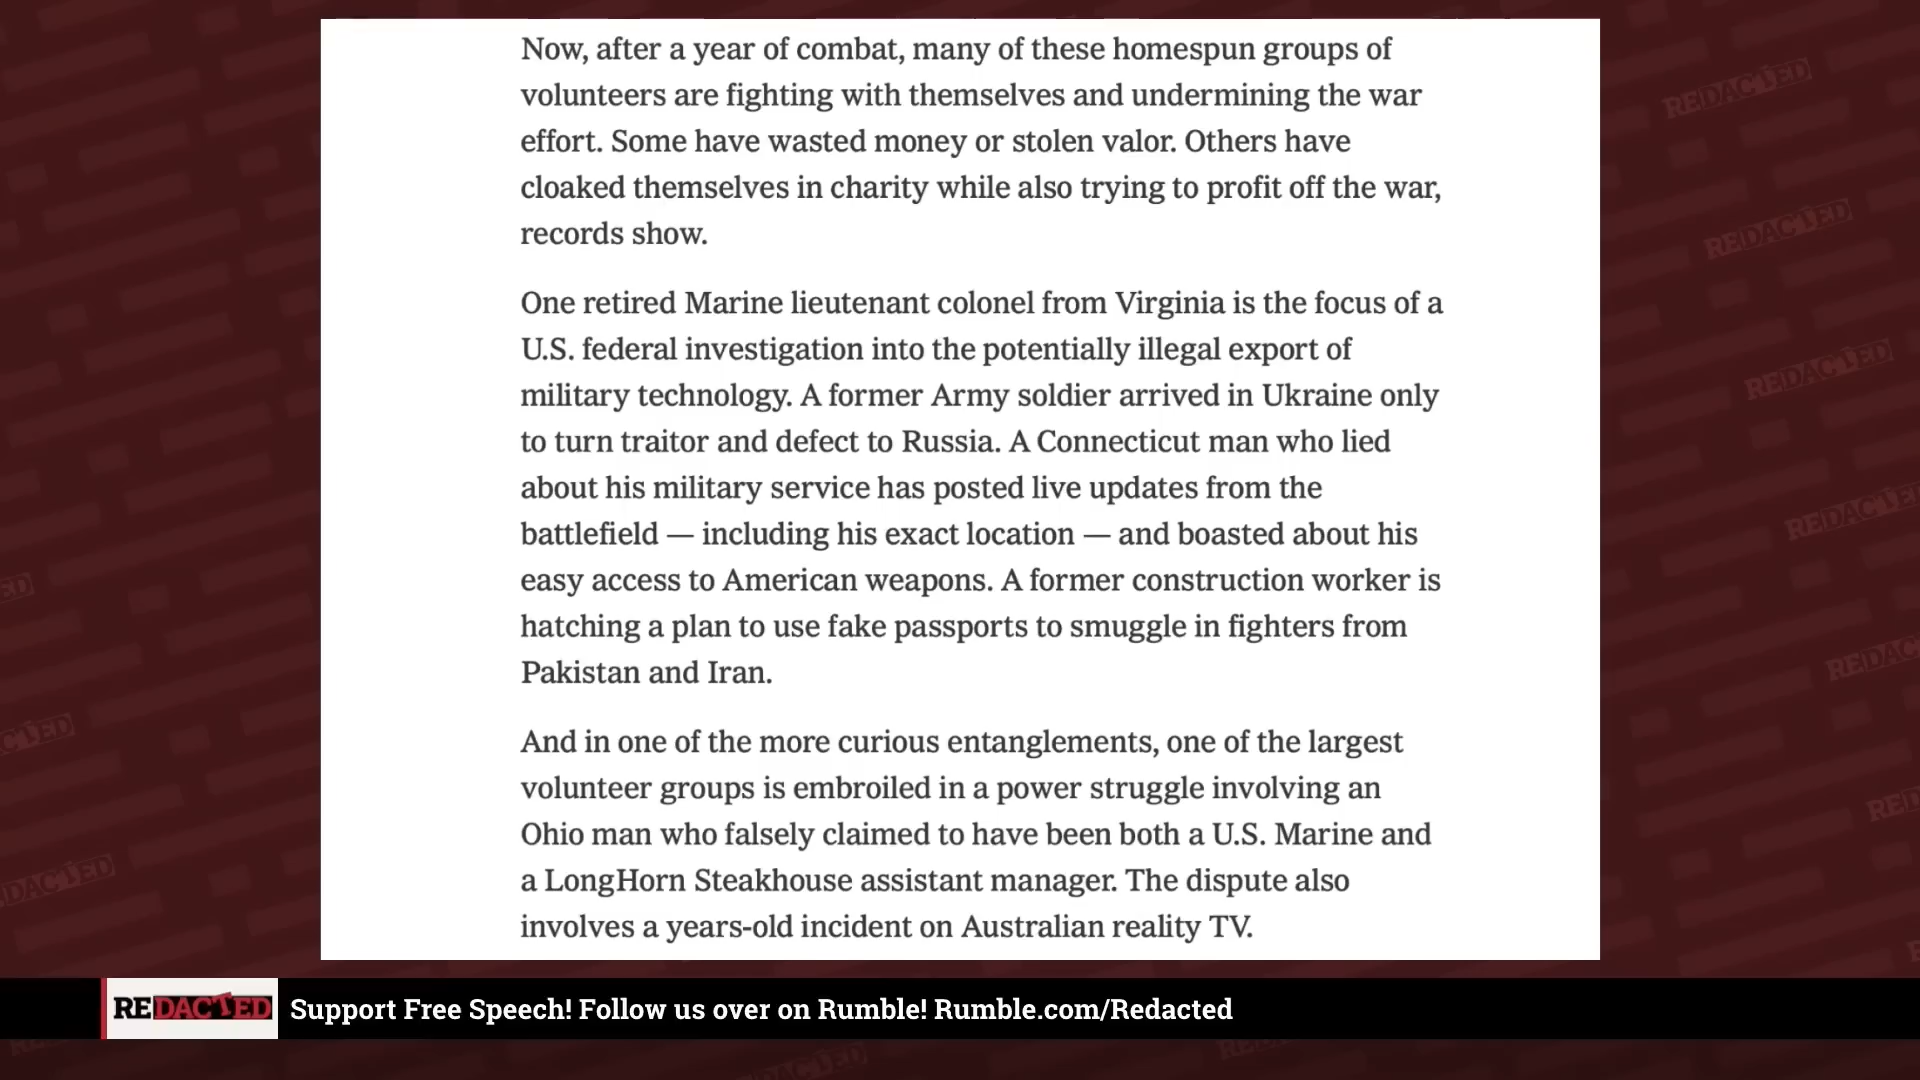 Now, after a year of combat, many of these homespun groups of
volunteers are fighting with themselves and undermining the war
effort. Some have wasted money or stolen valor. Others have
cloaked themselves in charity while also trying to profit off the war,
records show.
One retired Marine lieutenant colonel from Virginia is the focus of a
U.S. federal investigation into the potentially illegal export of
military technology. A former Army soldier arrived in Ukraine only
to turn traitor and defect to Russia. A Connecticut man who lied
about his military service has posted live updates from the
battlefield — including his exact location — and boasted about his
easy access to American weapons. A former construction worker is
hatching a plan to use fake passports to smuggle in fighters from
Pakistan and Iran.
And in one of the more curious entanglements, one of the largest
volunteer groups is embroiled in a power struggle involving an
Ohio man who falsely claimed to have been both a U.S. Marine and
a LongHorn Steakhouse assistant manager. The dispute also
involves a years-old incident on Australian reality TV.
REDACTED Support Free Speech! Follow us over on Rumble! Rumble.com/Redacted
REDACTED
REDACTED
REDACTED